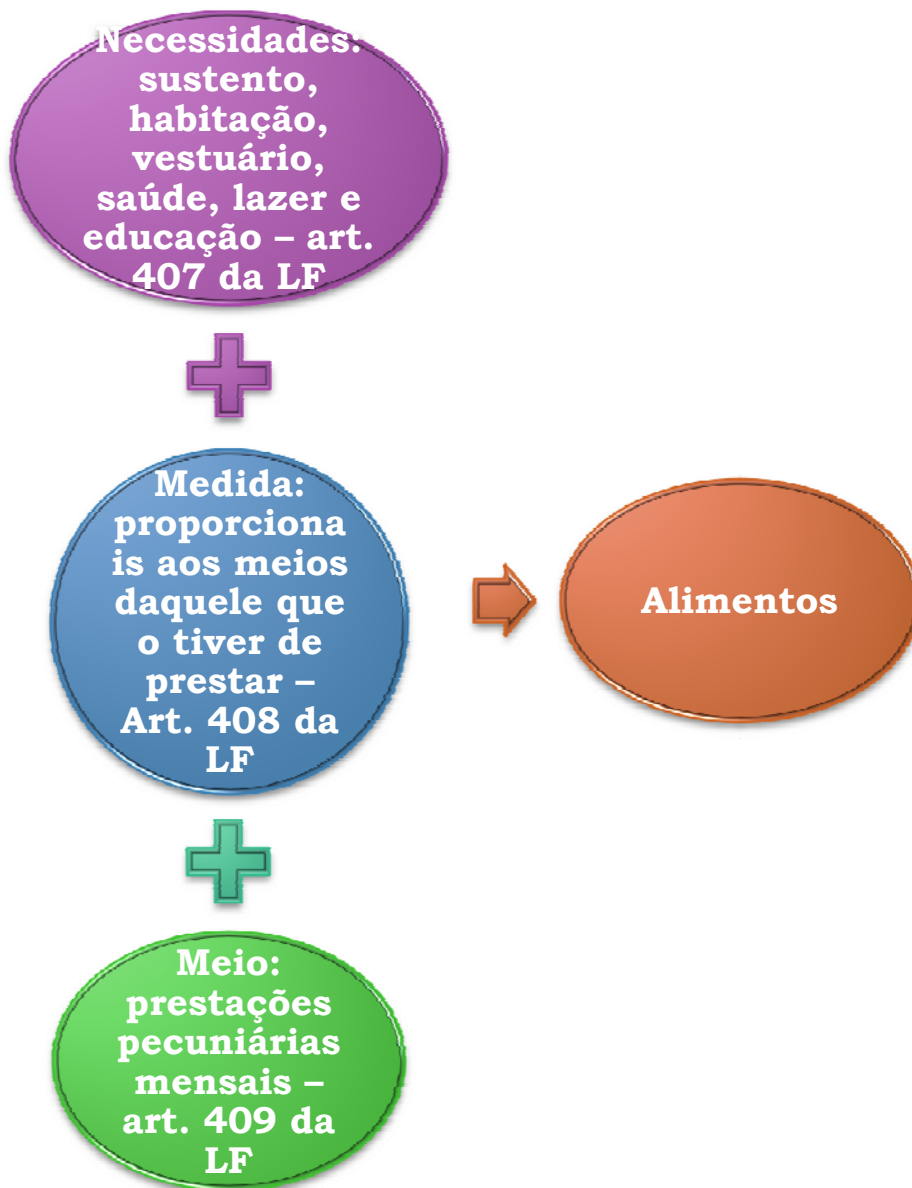 Necessidades:
sustento,
habitação,
vestuário,
saúde, lazer e
educação – art.
407 da LF
Medida:
proporciona
is aos meios
daquele que
o tiver de
prestar –
Art. 408 da
LF
Alimentos
Meio:
prestações
pecuniárias
mensais –
art. 409 da
LF